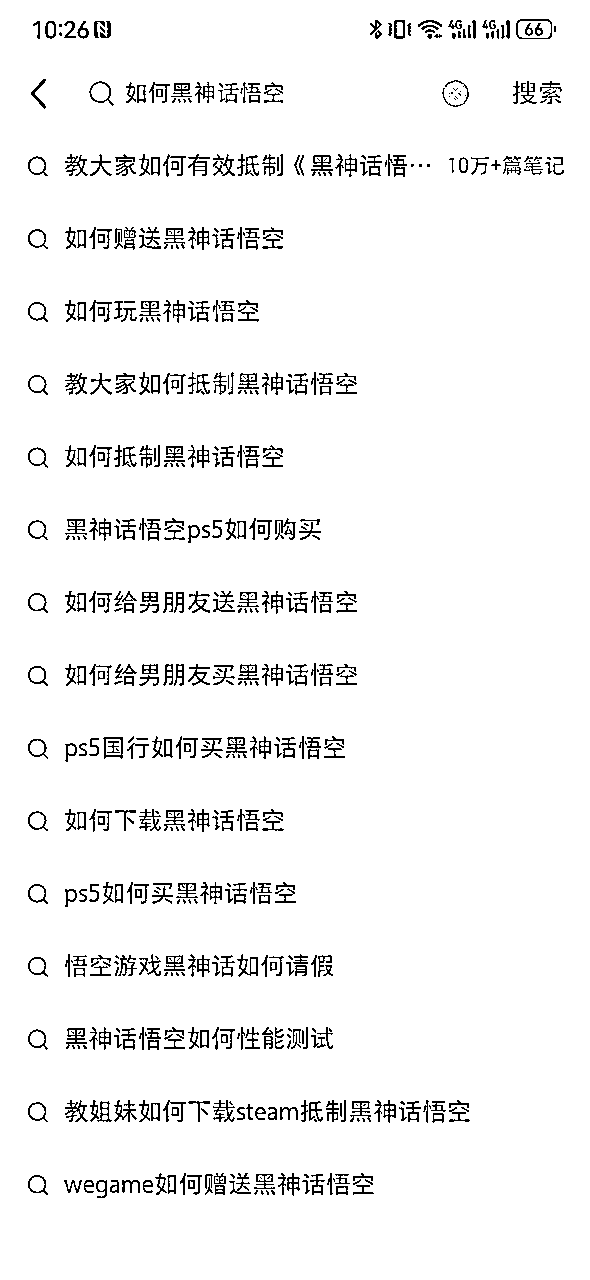 10:26 4G 4G 66
如何黑神话悟空 搜索
教大家如何有效抵制《黑神话悟… 10万+篇笔记
如何赠送黑神话悟空
如何玩黑神话悟空
教大家如何抵制黑神话悟空
如何抵制黑神话悟空
黑神话悟空ps5如何购买
如何给男朋友送黑神话悟空
如何给男朋友买黑神话悟空
ps5国行如何买黑神话悟空
如何下载黑神话悟空
ps5如何买黑神话悟空
悟空游戏黑神话如何请假
黑神话悟空如何性能测试
教姐妹如何下载steam抵制黑神话悟空
wegame如何赠送黑神话悟空